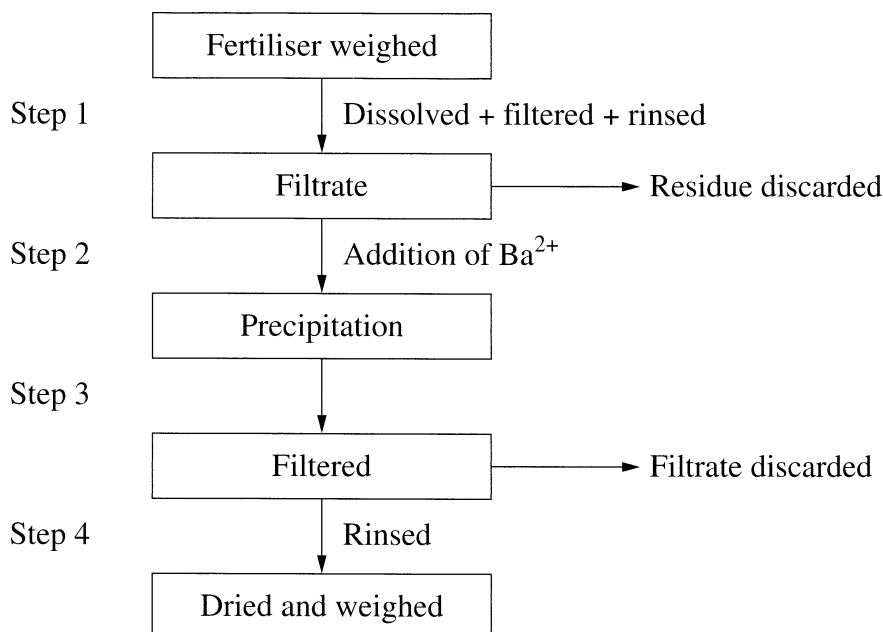 Fertiliser weighed
Step 1
Dissolved + filtered + rinsed
Filtrate
Residue discarded
Step 2
Addition of Ba²⁺
Precipitation
Step 3
Filtered
Filtrate discarded
Step 4
Rinsed
Dried and weighed